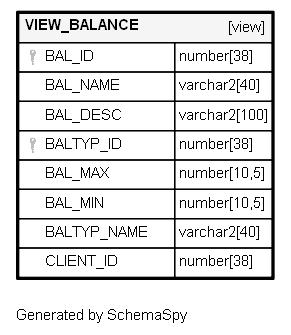 VIEW_BALANCE [view]
BAL_ID number[38]
BAL_NAME varchar2[40]
BAL_DESC varchar2[100]
BALTYP_ID number[38]
BAL_MAX number[10,5]
BAL_MIN number[10,5]
BALTYP_NAME varchar2[40]
CLIENT_ID number[38]
Generated by SchemaSpy